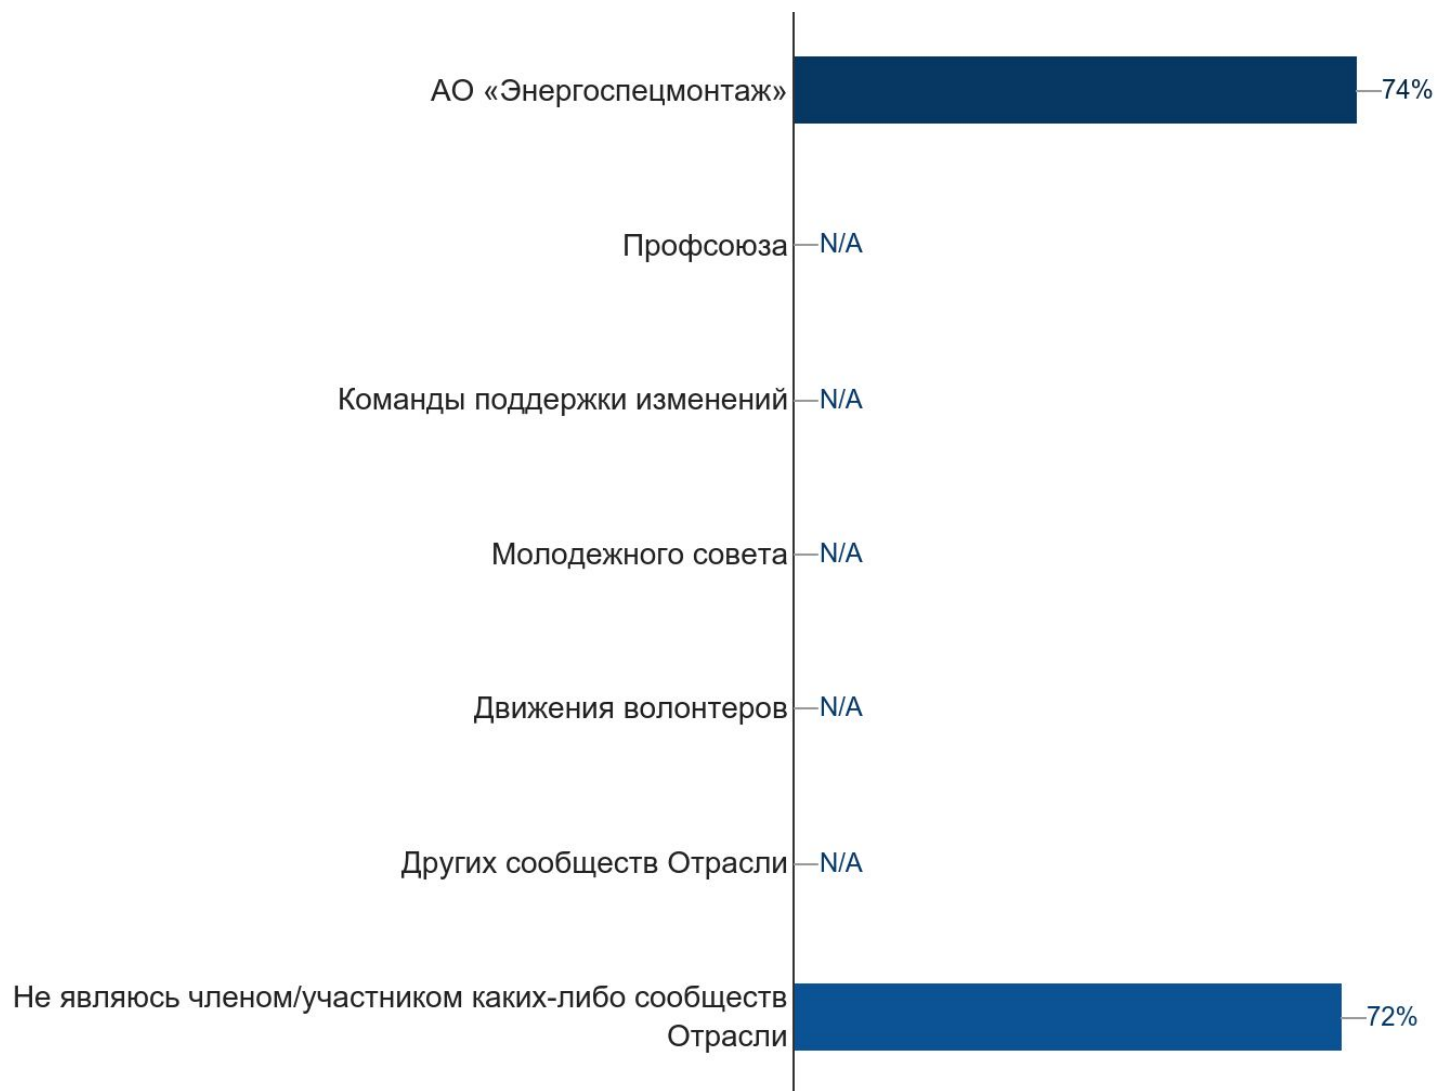 АО «Энергоспецмонтаж» 74%
Профсоюза N/A
Команды поддержки изменений N/A
Молодежного совета N/A
Движения волонтеров N/A
Других сообществ Отрасли N/A
Не являюсь членом/участником каких-либо сообществ
Отрасли 72%